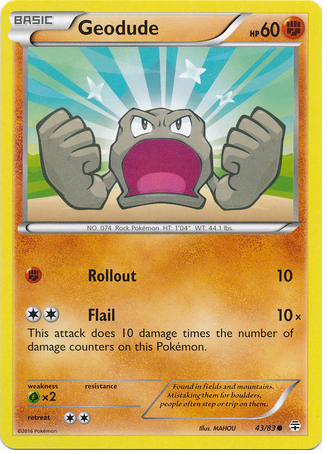 BASIC
Geodude HP60
NO. 074 Rock Pokémon HT: 1'04" WT: 44.1 lbs.
Rollout 10
Flail 10×
This attack does 10 damage times the number of
damage counters on this Pokémon.
weakness resistance
×2
retreat
Found in fields and mountains.
Mistaking them for boulders,
people often step or trip on them.
©2016 Pokémon Illus. MAHOU 43/83